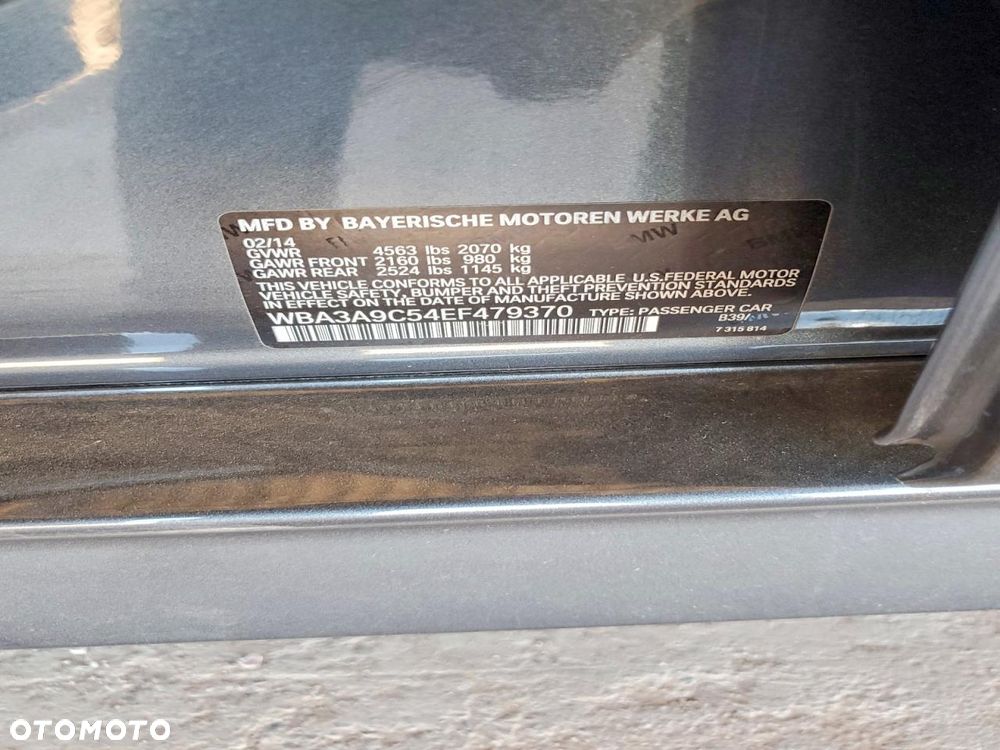 MFD BY BAYERISCHE MOTOREN WERKE AG
02/14
GVWR 4563 lbs 2070 kg
GAWR FRONT 2160 lbs 980 kg
GAWR REAR 2524 lbs 1145 kg
THIS VEHICLE CONFORMS TO ALL APPLICABLE U.S.FEDERAL MOTOR
VEHICLE SAFETY, BUMPER AND THEFT PREVENTION STANDARDS
IN EFFECT ON THE DATE OF MANUFACTURE SHOWN ABOVE.
WBA3A9C54EF479370 TYPE: PASSENGER CAR
B39/
7 315 814
OTOMOTO